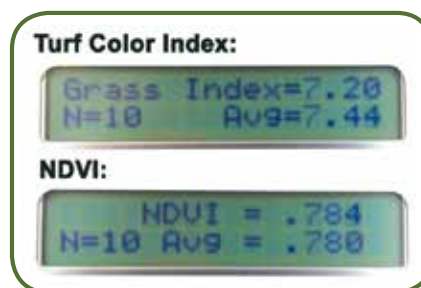 Turf Color Index:
Grass Index=7.20
N=10 Avg=7.44
NDVI:
NDVI = .784
N=10 Avg = .780